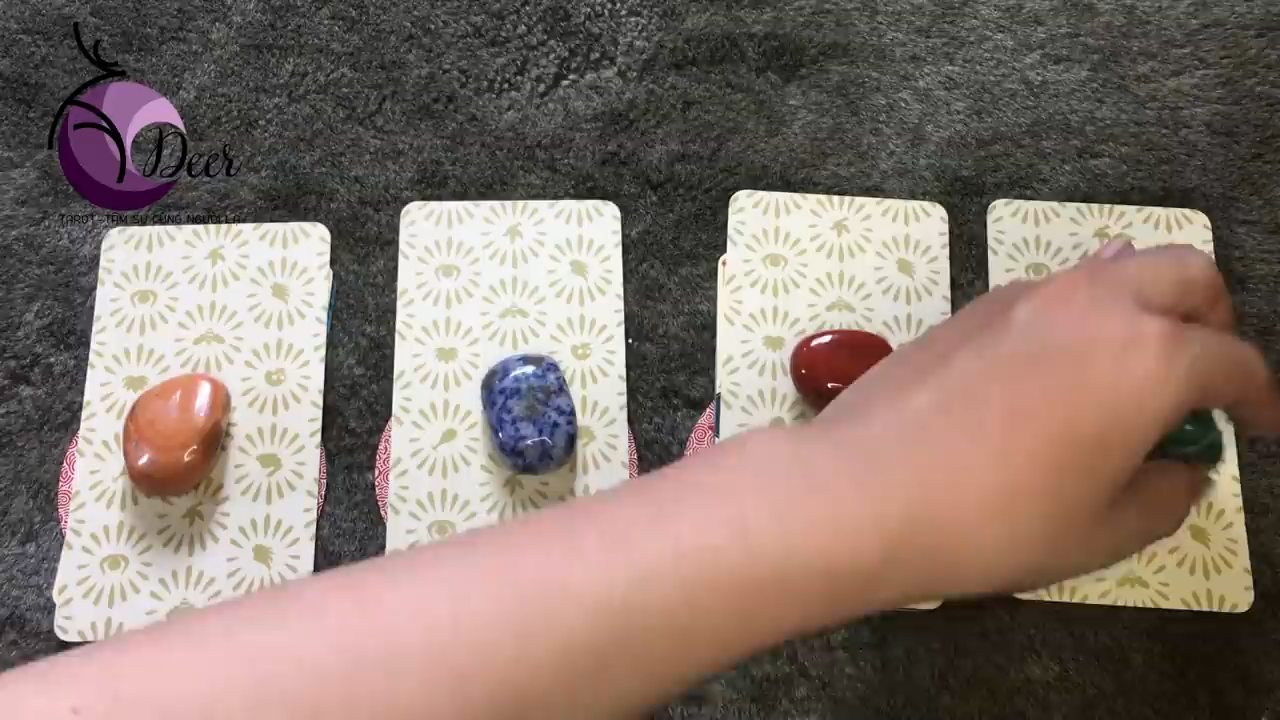 Deer
TAROT-TÂM SỰ CÙNG NGƯỜI LẠ